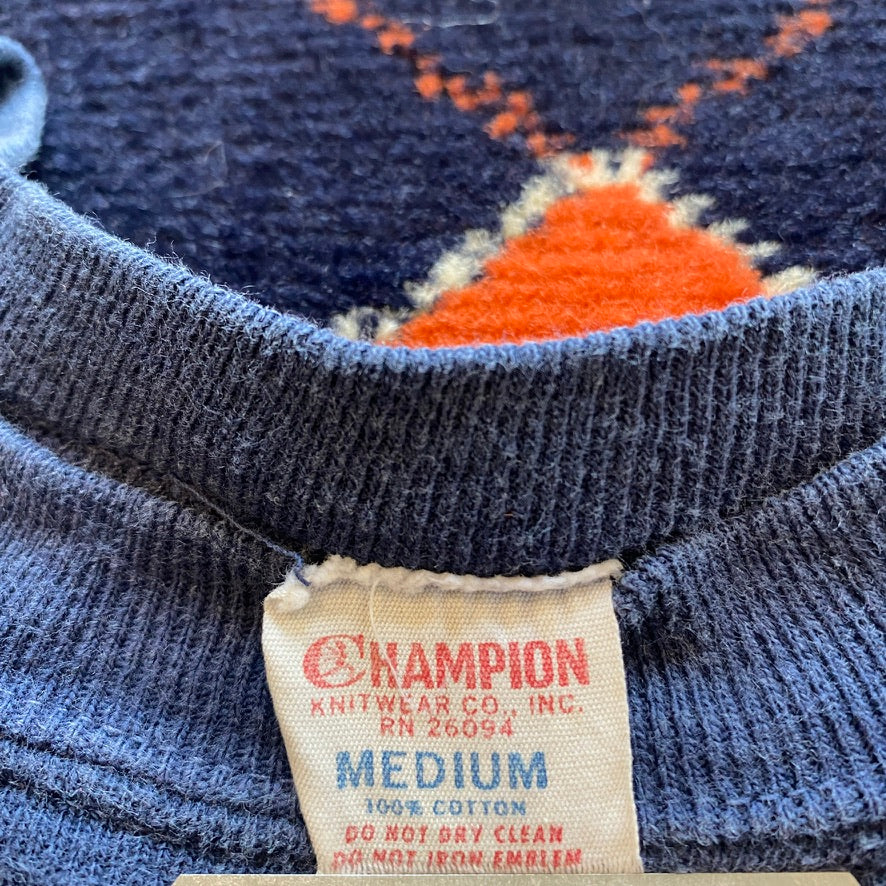 CHAMPION
KNITWEAR CO., INC.
RN 26094
MEDIUM
100% COTTON
DO NOT DRY CLEAN
DO NOT IRON EMBLEM